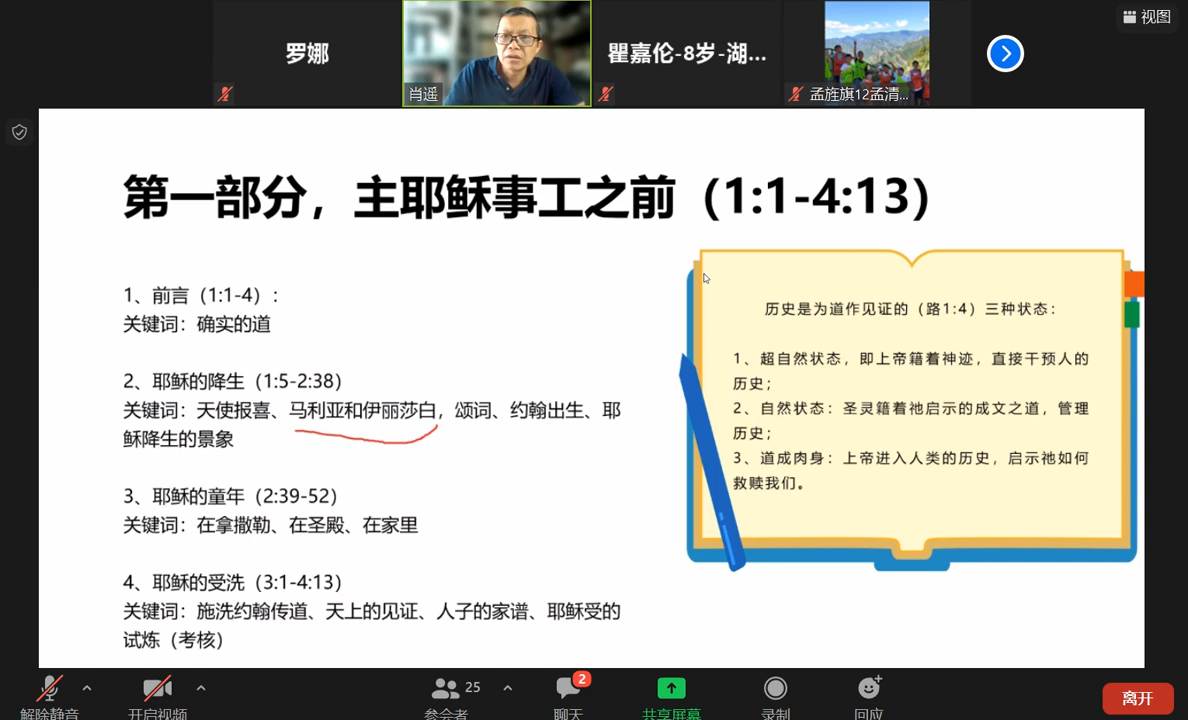 视图
罗娜
肖遥
瞿嘉伦-8岁-湖...
孟旌旗12孟清...
第一部分，主耶稣事工之前（1:1-4:13）
1、前言（1:1-4）:
关键词：确实的道
2、耶稣的降生（1:5-2:38）
关键词：天使报喜、马利亚和伊丽莎白，颂词、约翰出生、耶
稣降生的景象
3、耶稣的童年（2:39-52）
关键词：在拿撒勒、在圣殿、在家里
4、耶稣的受洗（3:1-4:13）
关键词：施洗约翰传道、天上的见证、人子的家谱、耶稣受的
试炼（考核）
历史是为道作见证的（路1:4）三种状态：
1、超自然状态，即上帝籍着神迹，直接干预人的
历史；
2、自然状态：圣灵籍着祂启示的成文之道，管理
历史；
3、道成肉身：上帝进入人类的历史，启示祂如何
救赎我们。
解除静音
开启视频
25
参会者
2
聊天
共享屏幕
录制
回应
离开